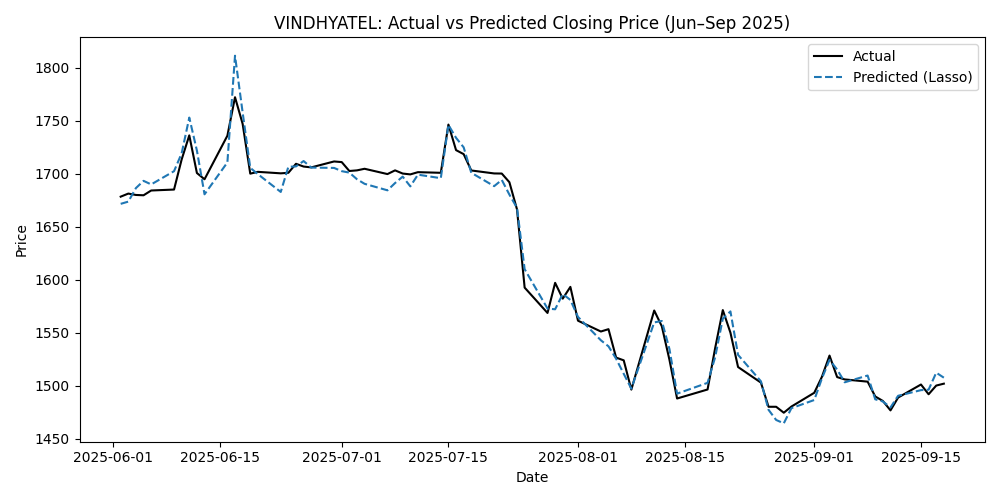 VINDHYATEL: Actual vs Predicted Closing Price (Jun–Sep 2025)
Actual
Predicted (Lasso)
Price
1800
1750
1700
1650
1600
1550
1500
1450
2025-06-01 2025-06-15 2025-07-01 2025-07-15 2025-08-01 2025-08-15 2025-09-01 2025-09-15
Date